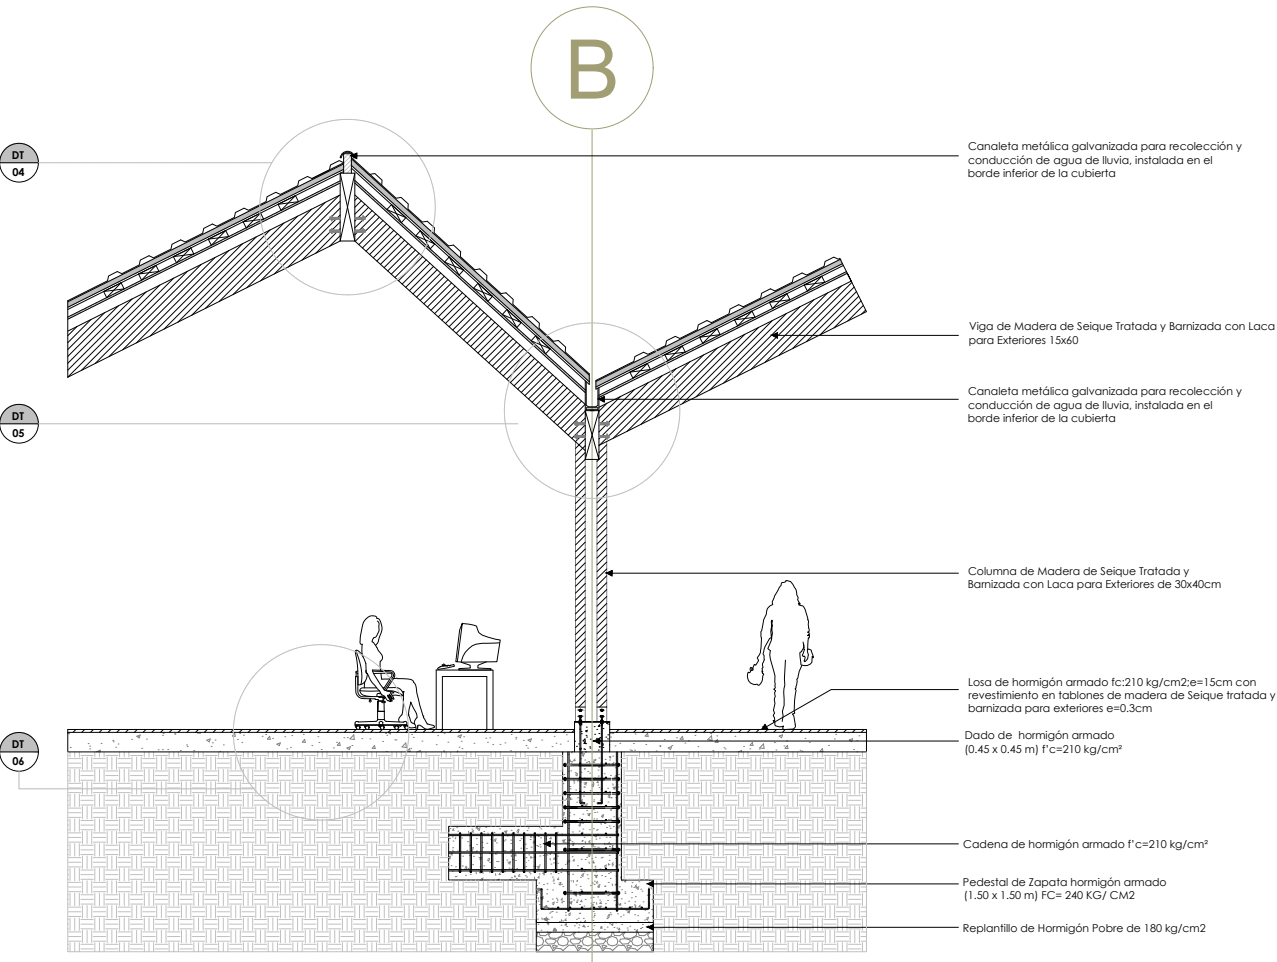 B
DT
04
Canaleta metálica galvanizada para recolección y
conducción de agua de lluvia, instalada en el
borde inferior de la cubierta
Viga de Madera de Seique Tratada y Barnizada con Laca
para Exteriores 15x60
Canaleta metálica galvanizada para recolección y
conducción de agua de lluvia, instalada en el
borde inferior de la cubierta
DT
05
Columna de Madera de Seique Tratada y
Barnizada con Laca para Exteriores de 30x40cm
Losa de hormigón armado fc:210 kg/cm2;e=15cm con
revestimiento en tablones de madera de Seique tratada y
barnizada para exteriores e=0.3cm
DT
06
Dado de hormigón armado
(0.45 x 0.45 m) f'c=210 kg/cm²
Cadena de hormigón armado f'c=210 kg/cm²
Pedestal de Zapata hormigón armado
(1.50 x 1.50 m) FC= 240 KG/ CM2
Replantillo de Hormigón Pobre de 180 kg/cm2